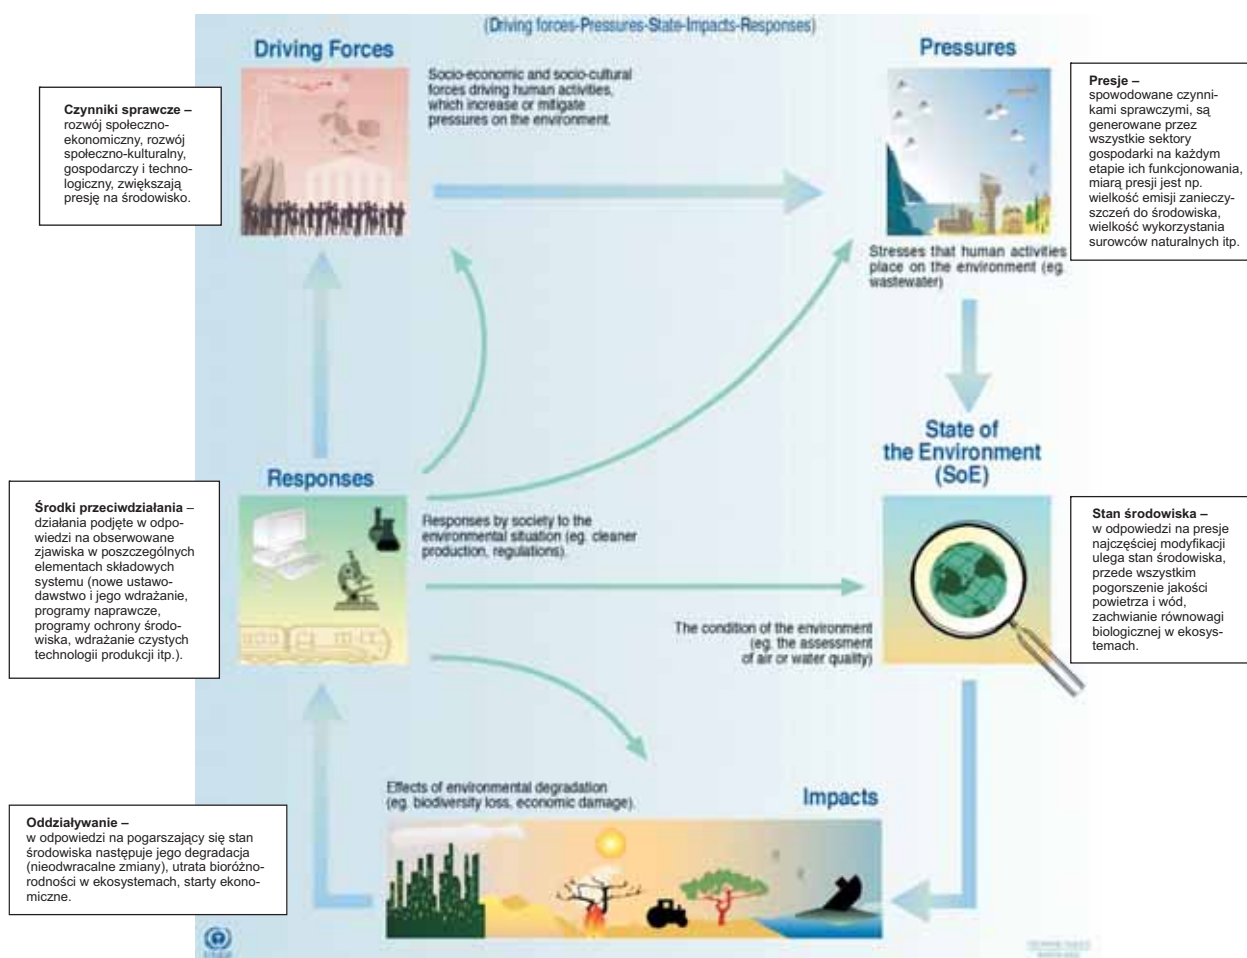 (Driving forces-Pressures-State-Impacts-Responses)
Driving Forces
Socio-economic and socio-cultural
forces driving human activities,
which increase or mitigate
pressures on the environment.
Pressures
Czynniki sprawcze –
rozwój społeczno-
ekonomiczny, rozwój
społeczno-kulturalny,
gospodarczy i techno-
logiczny, zwiększają
presję na środowisko.
Presje –
spowodowane czynni-
kami sprawczymi, są
generowane przez
wszystkie sektory
gospodarki na każdym
etapie ich funkcjonowania,
miarą presji jest np.
wielkość emisji zanieczy-
szczeń do środowiska,
wielkość wykorzystania
surowców naturalnych itp.
Stresses that human activities
place on the environment (eg.
wastewater)
State of
the Environment
(SoE)
Responses
Środki przeciwdziałania –
działania podjęte w odpo-
wiedzi na obserwowane
zjawiska w poszczególnych
elementach składowych
systemu (nowe ustawo-
dawstwo i jego wdrażanie,
programy naprawcze,
programy ochrony środo-
wiska, wdrażanie czystych
technologii produkcji itp.).
Responses by society to the
environmental situation (eg. cleaner
production, regulations).
Stan środowiska –
w odpowiedzi na presje
najczęściej modyfikacji
ulega stan środowiska,
przede wszystkim
pogorszenie jakości
powietrza i wód,
zachwianie równowagi
biologicznej w ekosys-
temach.
The condition of the environment
(eg. the assessment
of air or water quality)
Effects of environmental degradation
(eg. biodiversity loss, economic damage).
Impacts
Oddziaływanie –
w odpowiedzi na pogarszający się stan
środowiska następuje jego degradacja
(nieodwracalne zmiany), utrata bioróżno-
rodności w ekosystemach, starty ekono-
miczne.
UNEP